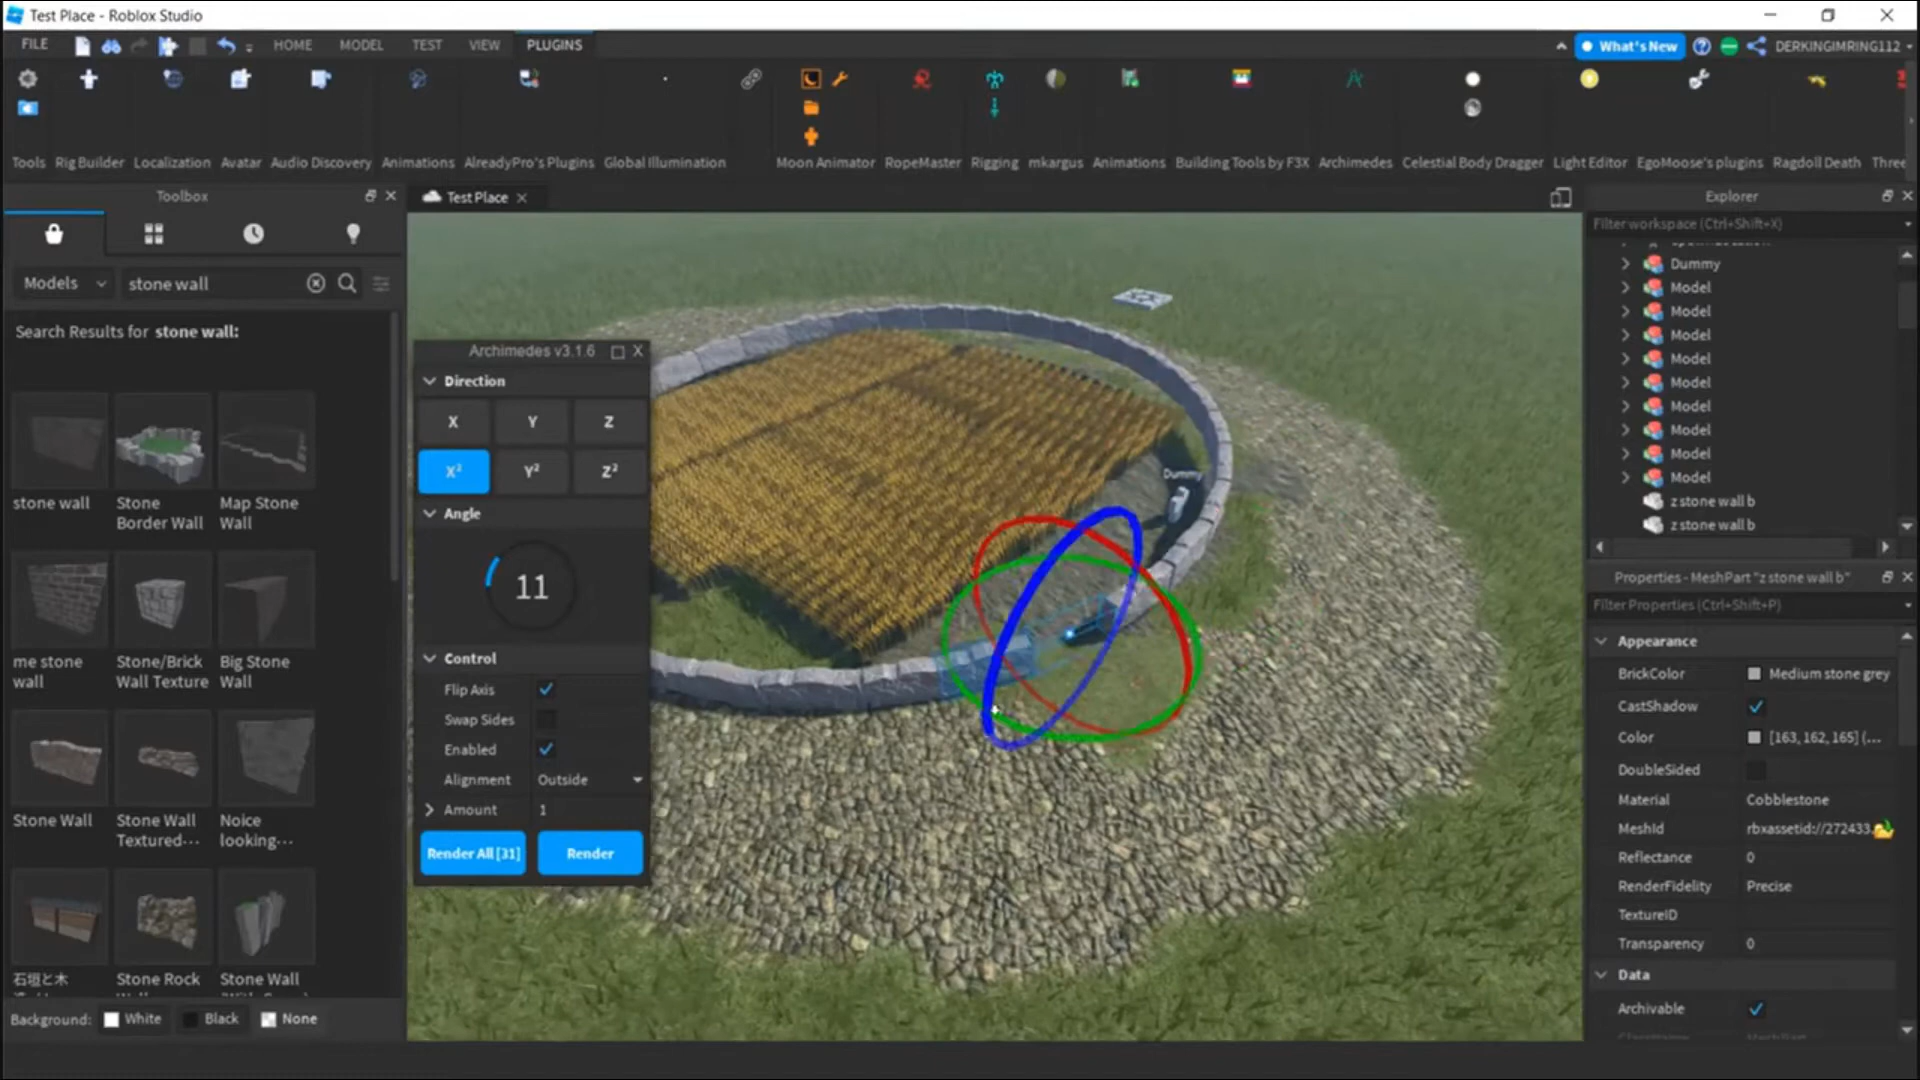 Test Place - Roblox Studio
FILE HOME MODEL TEST VIEW PLUGINS What's New DERKINGIMRING112
Tools Rig Builder Localization Avatar Audio Discovery Animations AlreadyPro's Plugins Global Illumination Moon Animator RopeMaster Rigging mkargus Animations Building Tools by F3X Archimedes Celestial Body Dragger Light Editor EgoMoose's plugins Ragdoll Death Three
Toolbox
Models stone wall
Search Results for stone wall:
stone wall
Stone
Border Wall
Map Stone
Wall
me stone
wall
Stone/Brick
Wall Texture
Big Stone
Wall
Stone Wall
Stone Wall
Textured...
Noice
looking...
石垣と木
Stone Rock
Stone Wall
Background: White Black None
Test Place
Archimedes v3.1.6
Direction
X Y Z
X² Y² Z²
Angle
11
Control
Flip Axis
Swap Sides
Enabled
Alignment Outside
Amount 1
Render All [31] Render
Dummy
Explorer
Filter workspace (Ctrl+Shift+X)
Dummy
Model
Model
Model
Model
Model
Model
Model
Model
Model
z stone wall b
z stone wall b
Properties - MeshPart "z stone wall b"
Filter Properties (Ctrl+Shift+P)
Appearance
BrickColor Medium stone grey
CastShadow
Color [163, 162, 165] (...
DoubleSided
Material Cobblestone
MeshId rbxassetid://272433
Reflectance 0
RenderFidelity Precise
TextureID
Transparency 0
Data
Archivable